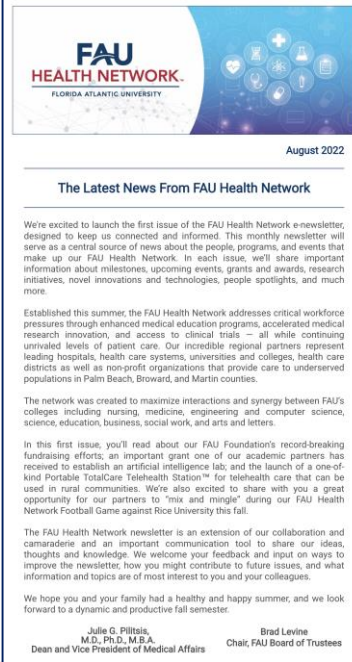 FAU
HEALTH NETWORK™
FLORIDA ATLANTIC UNIVERSITY
August 2022
The Latest News From FAU Health Network
We're excited to launch the first issue of the FAU Health Network e-newsletter,
designed to keep us connected and informed. This monthly newsletter will
serve as a central source of news about the people, programs, and events that
make up our FAU Health Network. In each issue, we'll share important
information about milestones, upcoming events, grants and awards, research
initiatives, novel innovations and technologies, people spotlights, and much
more.
Established this summer, the FAU Health Network addresses critical workforce
pressures through enhanced medical education programs, accelerated medical
research innovation, and access to clinical trials — all while continuing
unrivaled levels of patient care. Our incredible regional partners represent
leading hospitals, health care systems, universities and colleges, health care
districts as well as non-profit organizations that provide care to underserved
populations in Palm Beach, Broward, and Martin counties.
The network was created to maximize interactions and synergy between FAU's
colleges including nursing, medicine, engineering and computer science,
science, education, business, social work, and arts and letters.
In this first issue, you'll read about our FAU Foundation's record-breaking
fundraising efforts; an important grant one of our academic partners has
received to establish an artificial intelligence lab; and the launch of a one-of-
kind Portable TotalCare Telehealth Station™ for telehealth care that can be
used in rural communities. We're also excited to share with you a great
opportunity for our partners to "mix and mingle" during our FAU Health
Network Football Game against Rice University this fall.
The FAU Health Network newsletter is an extension of our collaboration and
camaraderie and an important communication tool to share our ideas,
thoughts and knowledge. We welcome your feedback and input on ways to
improve the newsletter, how you might contribute to future issues, and what
information and topics are of most interest to you and your colleagues.
We hope you and your family had a healthy and happy summer, and we look
forward to a dynamic and productive fall semester.
Julie G. Pilitsis,
M.D., Ph.D., M.B.A.
Dean and Vice President of Medical Affairs
Brad Levine
Chair, FAU Board of Trustees